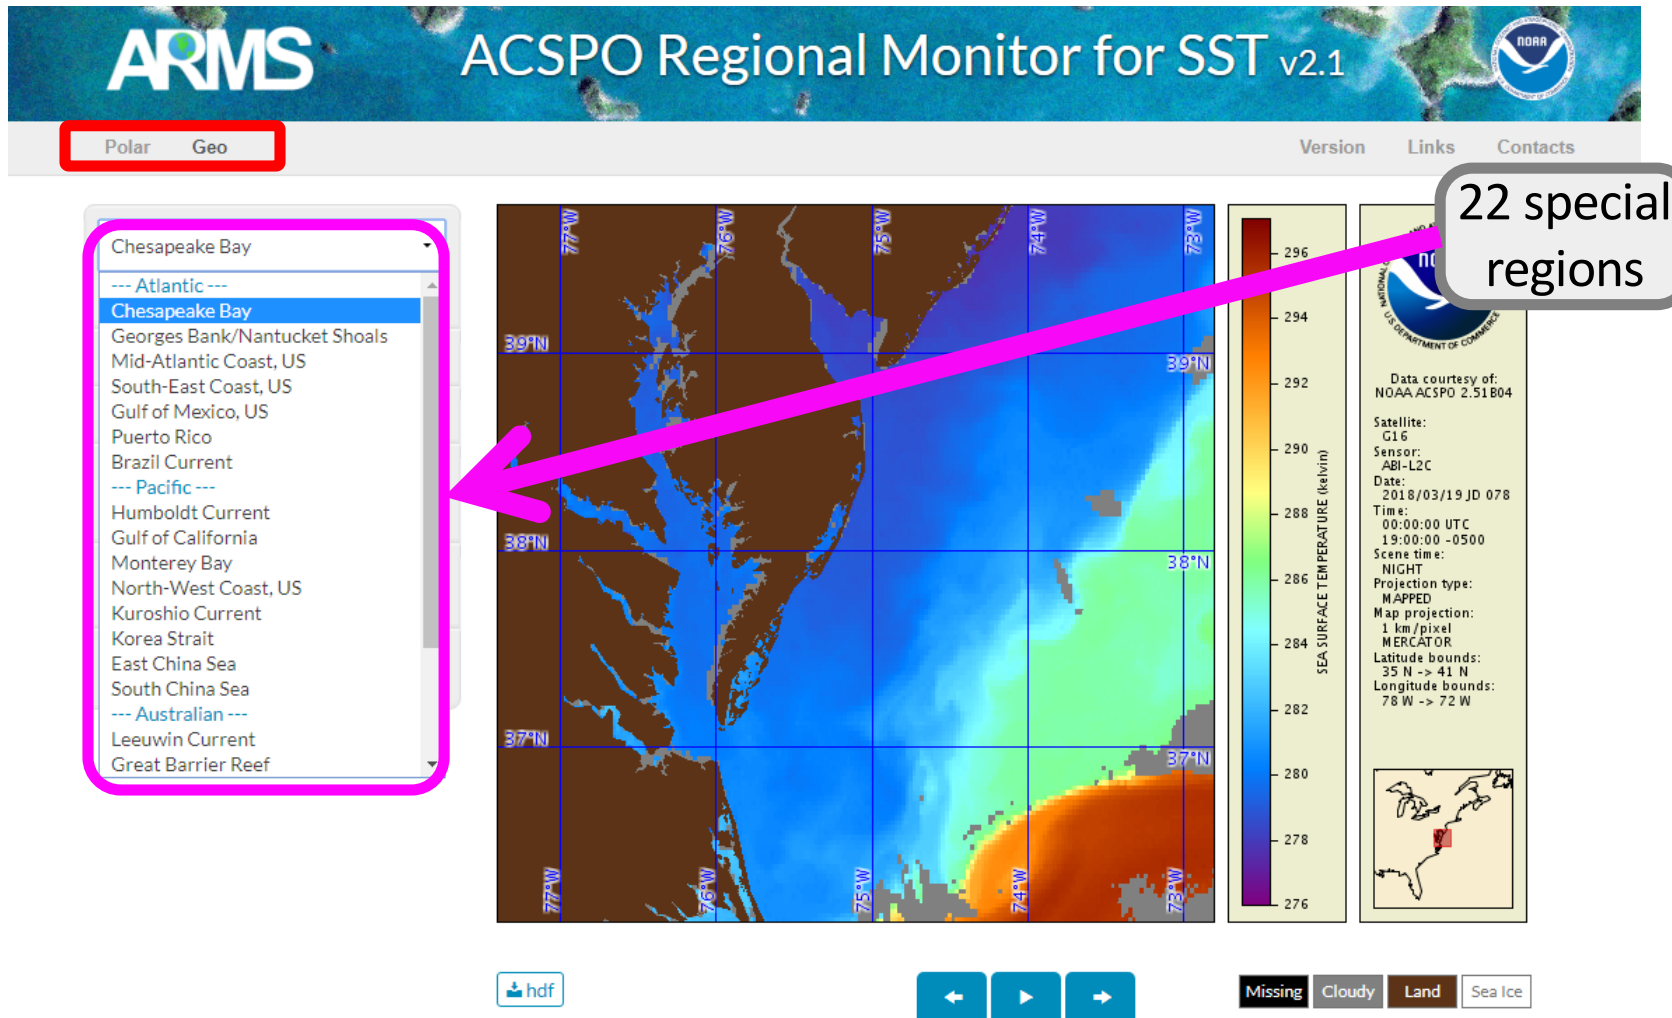 ARMS
ACSPO Regional Monitor for SST v2.1
NOAA
Polar Geo
Version Links Contacts
22 special
regions
Chesapeake Bay
--- Atlantic ---
Chesapeake Bay
Georges Bank/Nantucket Shoals
Mid-Atlantic Coast, US
South-East Coast, US
Gulf of Mexico, US
Puerto Rico
Brazil Current
--- Pacific ---
Humboldt Current
Gulf of California
Monterey Bay
North-West Coast, US
Kuroshio Current
Korea Strait
East China Sea
South China Sea
--- Australian ---
Leeuwin Current
Great Barrier Reef
77°W 76°W 75°W 74°W 73°W
39°N 39°N
38°N 38°N
37°N 37°N
77°W 76°W 75°W 74°W 73°W
296
294
292
290
288
286
284
282
280
278
276
SEA SURFACE TEMPERATURE (kelvin)
U.S. DEPARTMENT OF COMMERCE
Data courtesy of:
NOAA ACSPO 2.51B04
Satellite:
G16
Sensor:
ABI-L2C
Date:
2018/03/19 JD 078
Time:
00:00:00 UTC
19:00:00 -0500
Scene time:
NIGHT
Projection type:
MAPPED
Map projection:
1 km/pixel
MERCATOR
Latitude bounds:
35 N -> 41 N
Longitude bounds:
78 W -> 72 W
hdf
Missing Cloudy Land Sea Ice